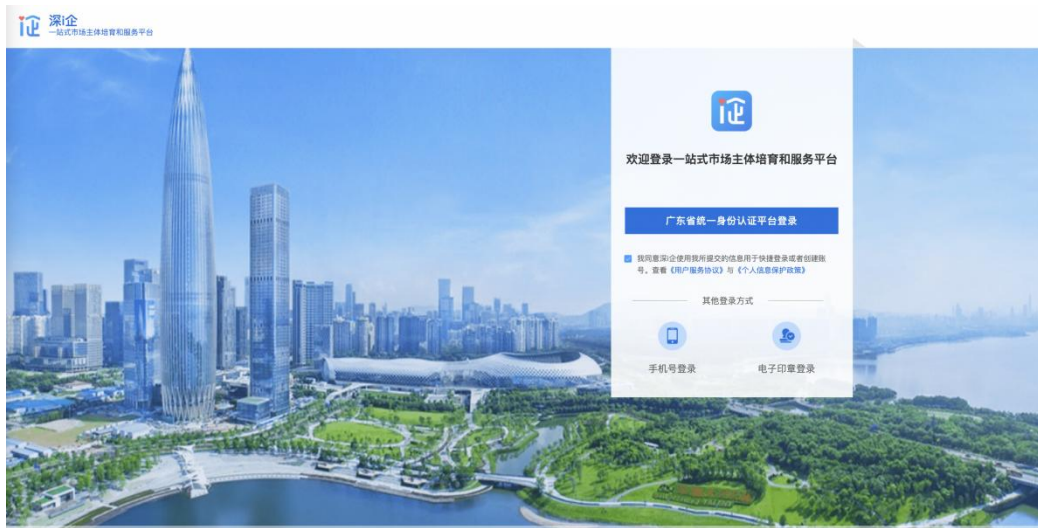 i企
深i企
一站式市场主体培育和服务平台
i企
欢迎登录一站式市场主体培育和服务平台
广东省统一身份认证平台登录
我同意深i企使用我所提交的信息用于快捷登录或者创建账
号。查看《用户服务协议》与《个人信息保护政策》
其他登录方式
手机号登录
电子印章登录